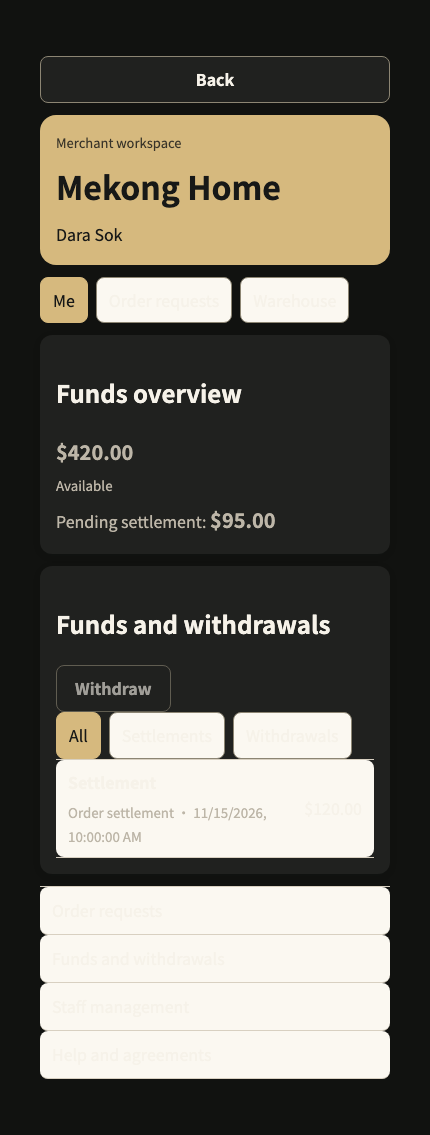 Back
Merchant workspace
Mekong Home
Dara Sok
Me
Order requests
Warehouse
Funds overview
$420.00
Available
Pending settlement: $95.00
Funds and withdrawals
Withdraw
All
Settlements
Withdrawals
Settlement
$120.00
Order settlement · 11/15/2026,
10:00:00 AM
Order requests
Funds and withdrawals
Staff management
Help and agreements